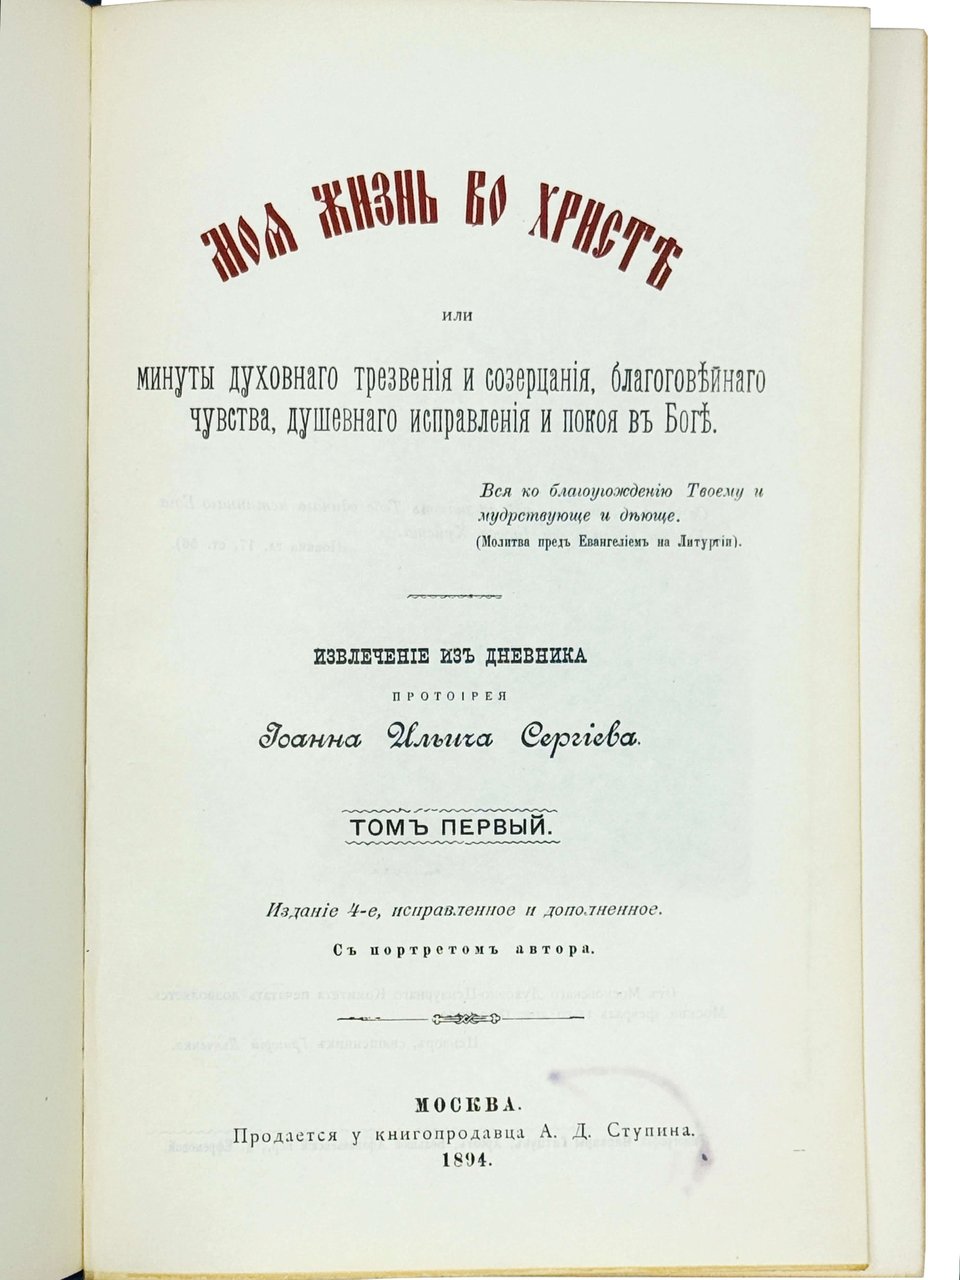 МОЯ ЖИЗНЬ ВО ХРИСТѢ
или
минуты духовнаго трезвенія и созерцанія, благоговѣйнаго
чувства, душевнаго исправленія и покоя въ Богѣ.
Вся ко благоугожденію Твоему и
мудрствующе и дѣюще.
(Молитва предъ Евангеліемъ на Литургіи).
ИЗВЛЕЧЕНІЕ ИЗЪ ДНЕВНИКА
ПРОТОІРЕЯ
Іоанна Ильича Сергіева.
ТОМЪ ПЕРВЫЙ.
Изданіе 4-е, исправленное и дополненное.
Съ портретомъ автора.
МОСКВА.
Продается у книгопродавца А. Д. Ступина.
1894.